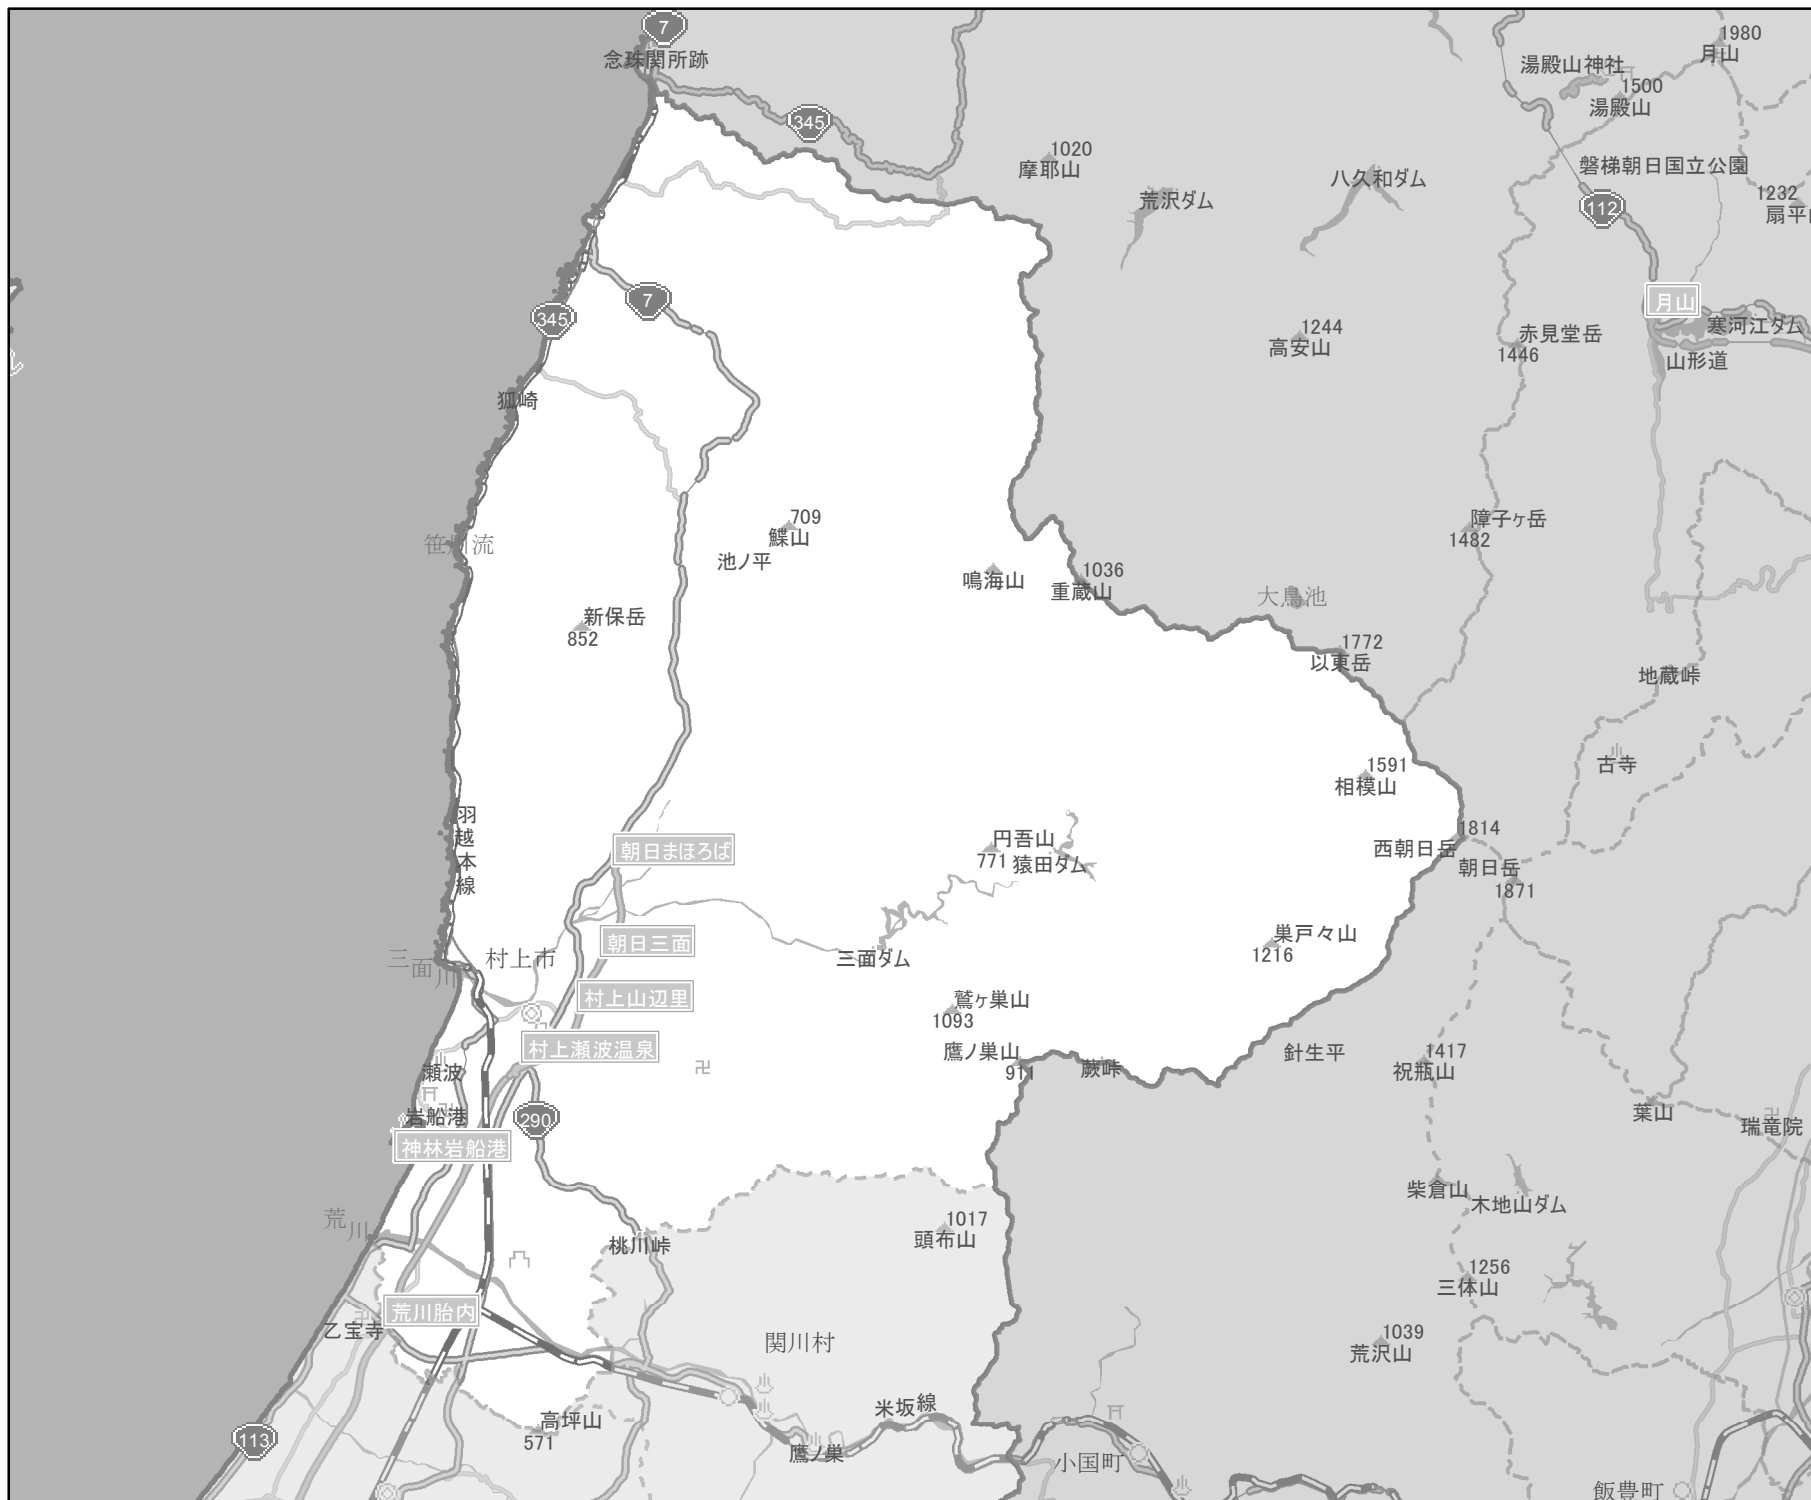 7
念珠関所跡
345
1980
月山
湯殿山神社
1500
湯殿山
1020
摩耶山
八久和ダム
荒沢ダム
磐梯朝日国立公園
1232
112
7
345
月山
寒河江ダム
山形道
1244
高安山
赤見堂岳
1446
狐崎
709
鰈山
池ノ平
笹川流
鳴海山
1036
重蔵山
障子ヶ岳
1482
大鳥池
新保岳
852
1772
以東岳
地蔵峠
古寺
1591
相模山
羽越本線
朝日まほろば
円吾山
771
猿田ダム
1814
西朝日岳
朝日岳
1871
朝日三面
三面川
村上市
三面ダム
巣戸々山
1216
村上山辺里
鷲ヶ巣山
1093
村上瀬波温泉
鷹ノ巣山
911
蕨峠
針生平
1417
祝瓶山
瀬波
岩船港
290
神林岩船港
葉山
瑞竜院
柴倉山
木地山ダム
荒川
桃川峠
1017
頭布山
1256
三体山
荒川胎内
乙宝寺
関川村
1039
荒沢山
高坪山
571
113
米坂線
鷹ノ巣
小国町
飯豊町